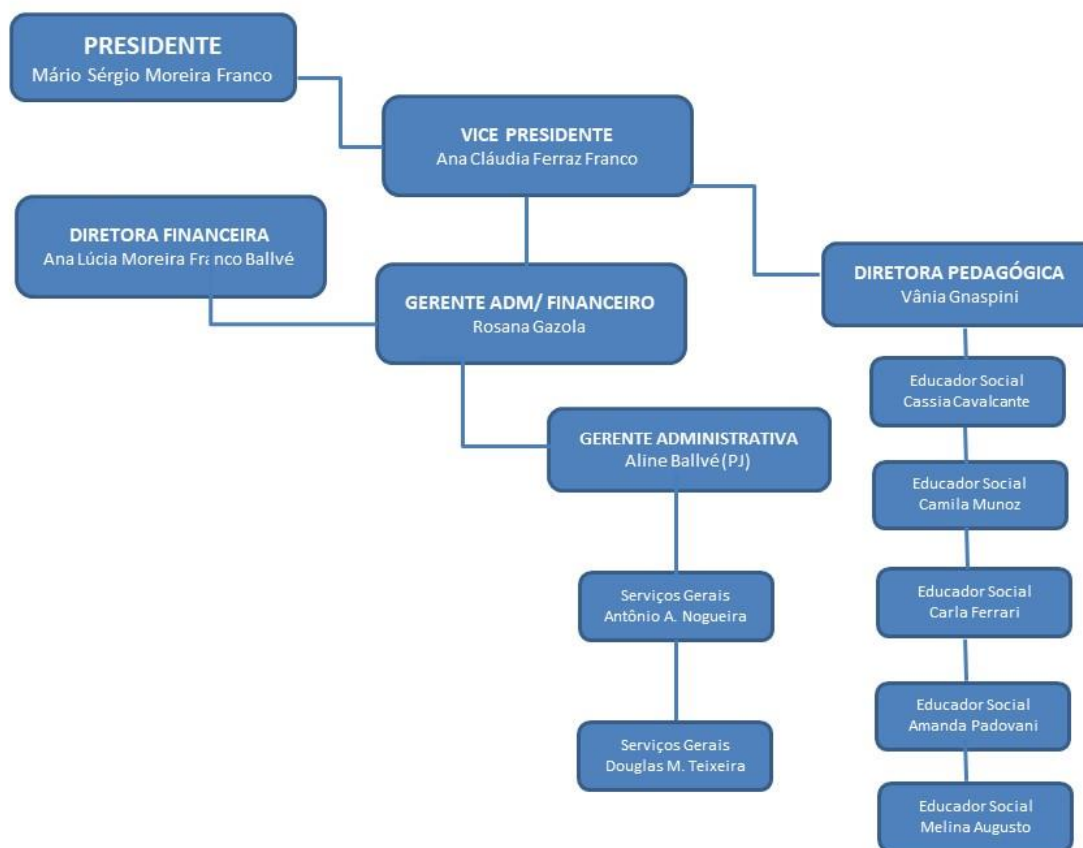 PRESIDENTE
Mário Sérgio Moreira Franco
VICE PRESIDENTE
Ana Cláudia Ferraz Franco
DIRETORA FINANCEIRA
Ana Lúcia Moreira Franco Ballvé
GERENTE ADM/ FINANCEIRO
Rosana Gazola
DIRETORA PEDAGÓGICA
Vânia Gnaspini
GERENTE ADMINISTRATIVA
Aline Ballvé (PJ)
Serviços Gerais
Antônio A. Nogueira
Serviços Gerais
Douglas M. Teixeira
Educador Social
Cassia Cavalcante
Educador Social
Camila Munoz
Educador Social
Carla Ferrari
Educador Social
Amanda Padovani
Educador Social
Melina Augusto